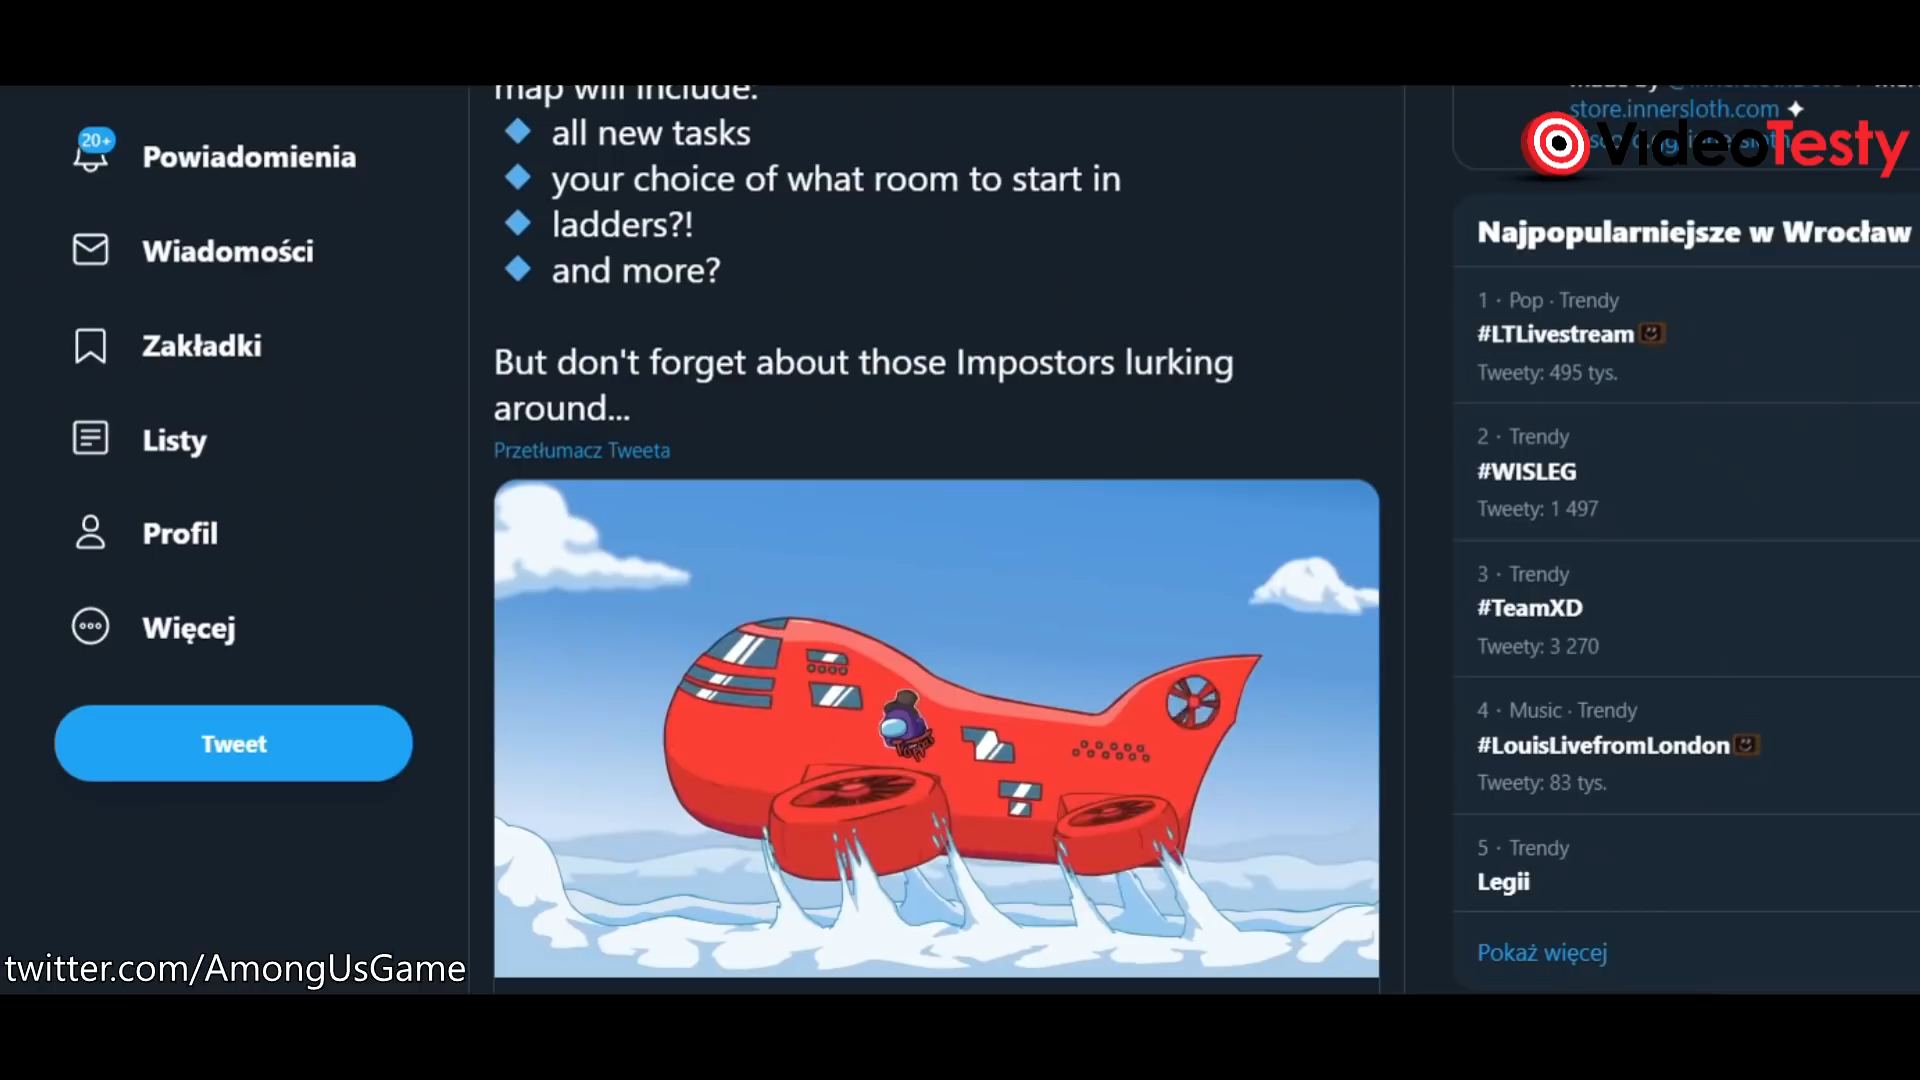 map will include:
all new tasks
your choice of what room to start in
ladders?!
and more?
But don't forget about those Impostors lurking
around...
Przetłumacz Tweeta
20+
Powiadomienia
Wiadomości
Zakładki
Listy
Profil
Więcej
Tweet
twitter.com/AmongUsGame
store.innersloth.com
VideoTesty
Najpopularniejsze w Wrocław
1 · Pop · Trendy
#LTLivestream
Tweety: 495 tys.
2 · Trendy
#WISLEG
Tweety: 1 497
3 · Trendy
#TeamXD
Tweety: 3 270
4 · Music · Trendy
#LouisLivefromLondon
Tweety: 83 tys.
5 · Trendy
Legii
Pokaż więcej